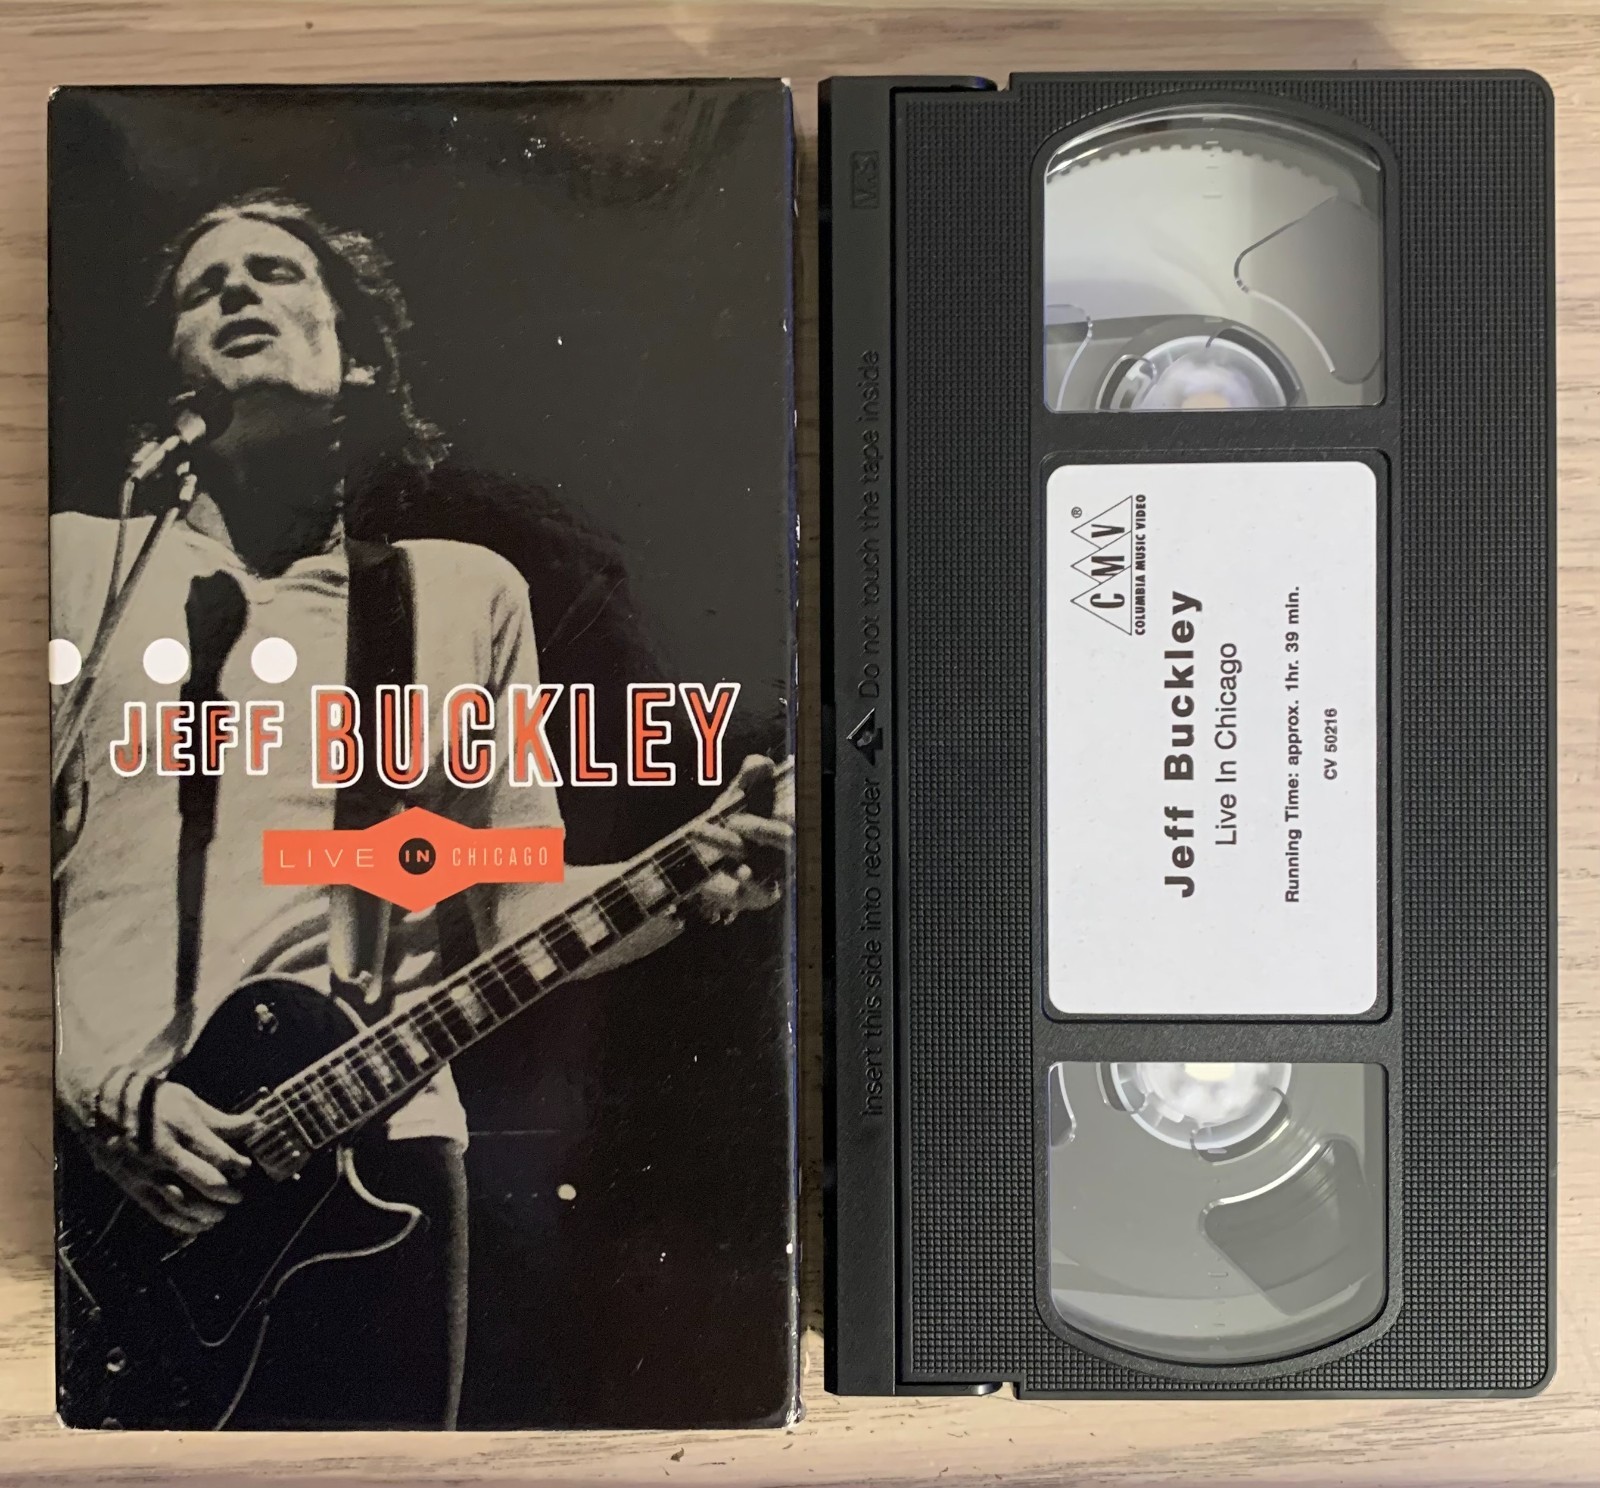 JEFF BUCKLEY
LIVE IN CHICAGO
V.S
Insert this side into recorder Do not touch the tape inside
CMV®
COLUMBIA MUSIC VIDEO
Jeff Buckley
Live In Chicago
Running Time: approx. 1hr. 39 min.
CV 50216